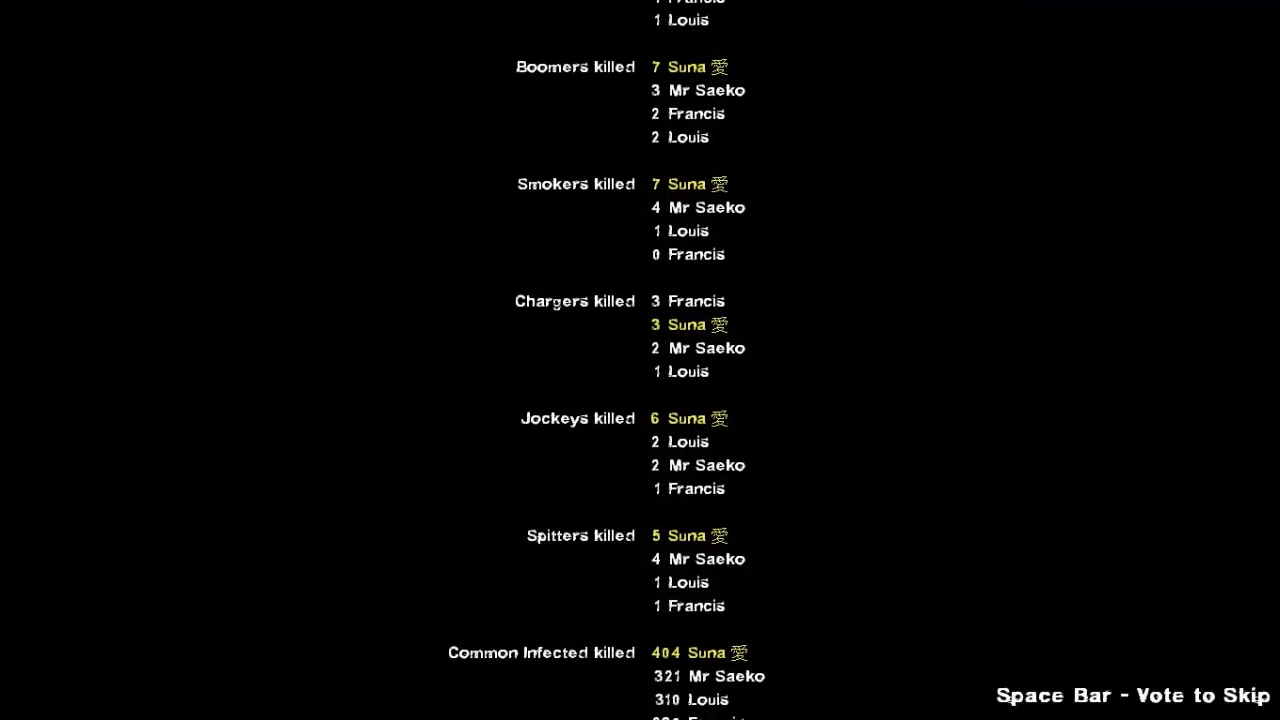 1 Louis
Boomers killed 7 Suna 愛
3 Mr Saeko
2 Francis
2 Louis
Smokers killed 7 Suna 愛
4 Mr Saeko
1 Louis
0 Francis
Chargers killed 3 Francis
3 Suna 愛
2 Mr Saeko
1 Louis
Jockeys killed 6 Suna 愛
2 Louis
2 Mr Saeko
1 Francis
Spitters killed 5 Suna 愛
4 Mr Saeko
1 Louis
1 Francis
Common Infected killed 404 Suna 愛
321 Mr Saeko
310 Louis
Space Bar - Vote to Skip